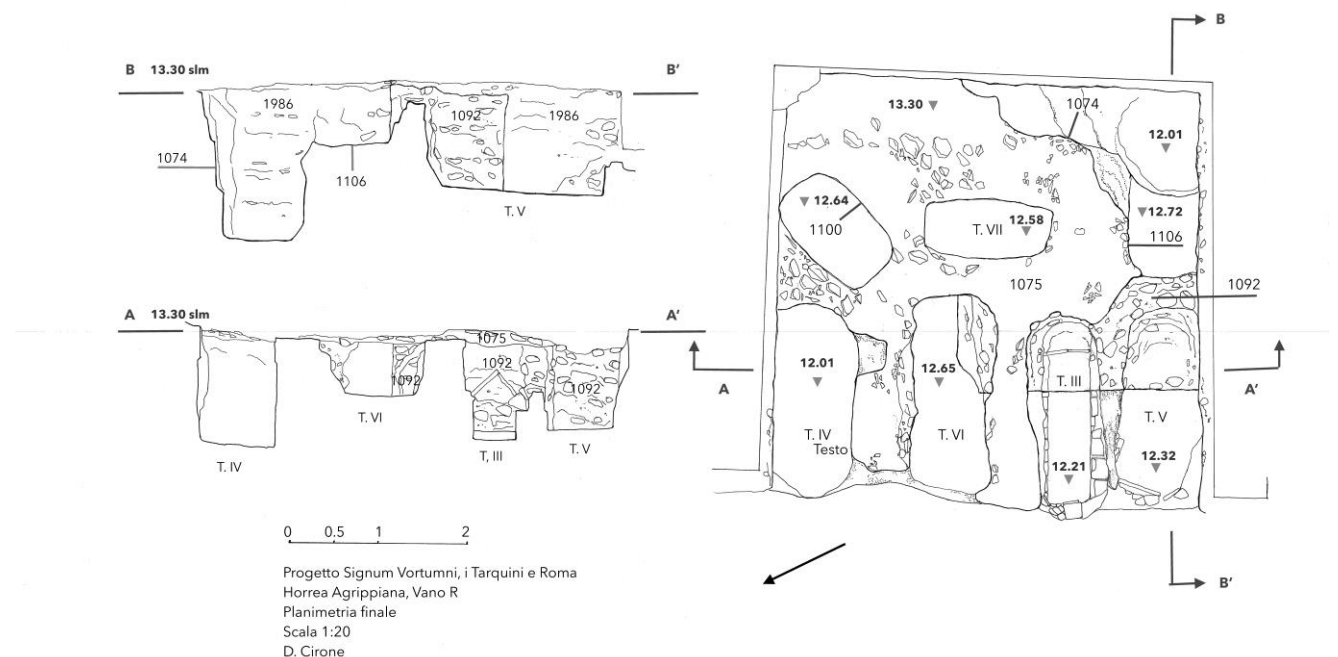 B 13.30 slm B'
1986
1092
1986
1074
1106
T. V
A 13.30 slm A'
1075
1092
1092
1092
T. VI
T. IV
T, III
T. V
0 0.5 1 2
Progetto Signum Vortumni, i Tarquini e Roma
Horrea Agrippiana, Vano R
Planimetria finale
Scala 1:20
D. Cirone
B
13.30
1074
12.01
12.64
1100
T. VII
12.58
12.72
1106
1075
1092
A
12.01
12.65
T. III
A'
T. IV
Testo
T. VI
T. V
12.21
12.32
B'